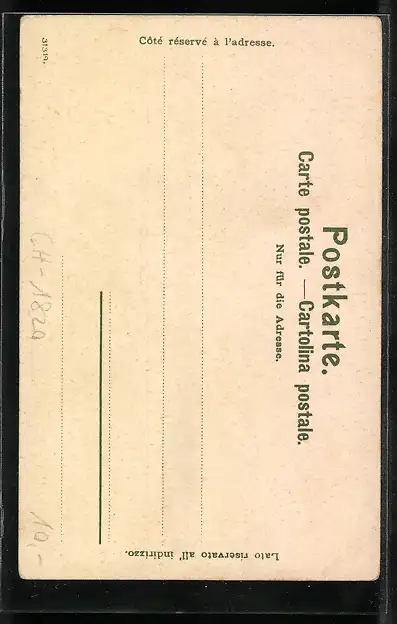 Postkarte.
Carte postale. — Cartolina postale.
Nur für die Adresse.
Côté réservé à l'adresse.
Lato riservato all' indirizzo.
31319.
CH-1820
10,-